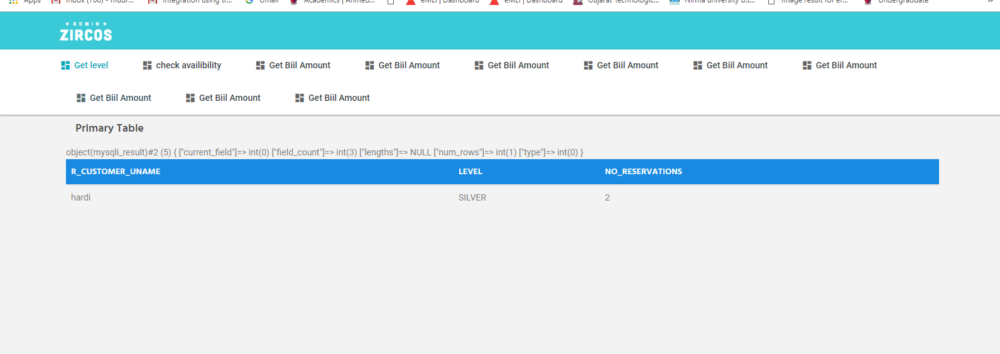 Apps Inbox (700) - mudr... Integration using tr... Gmail Academics | Ahmed... eMLI | Dashboard eMLI | Dashboard Gujarat Technologic... Nirma university b.t... Image result for er... Undergraduate »
ADMIN
ZIRCOS
Get level check availibility Get Biil Amount Get Biil Amount Get Biil Amount Get Biil Amount Get Biil Amount Get Biil Amount
Get Biil Amount Get Biil Amount Get Biil Amount
Primary Table
object(mysqli_result)#2 (5) { ["current_field"]=> int(0) ["field_count"]=> int(3) ["lengths"]=> NULL ["num_rows"]=> int(1) ["type"]=> int(0) }
R_CUSTOMER_UNAME LEVEL NO_RESERVATIONS
hardi SILVER 2